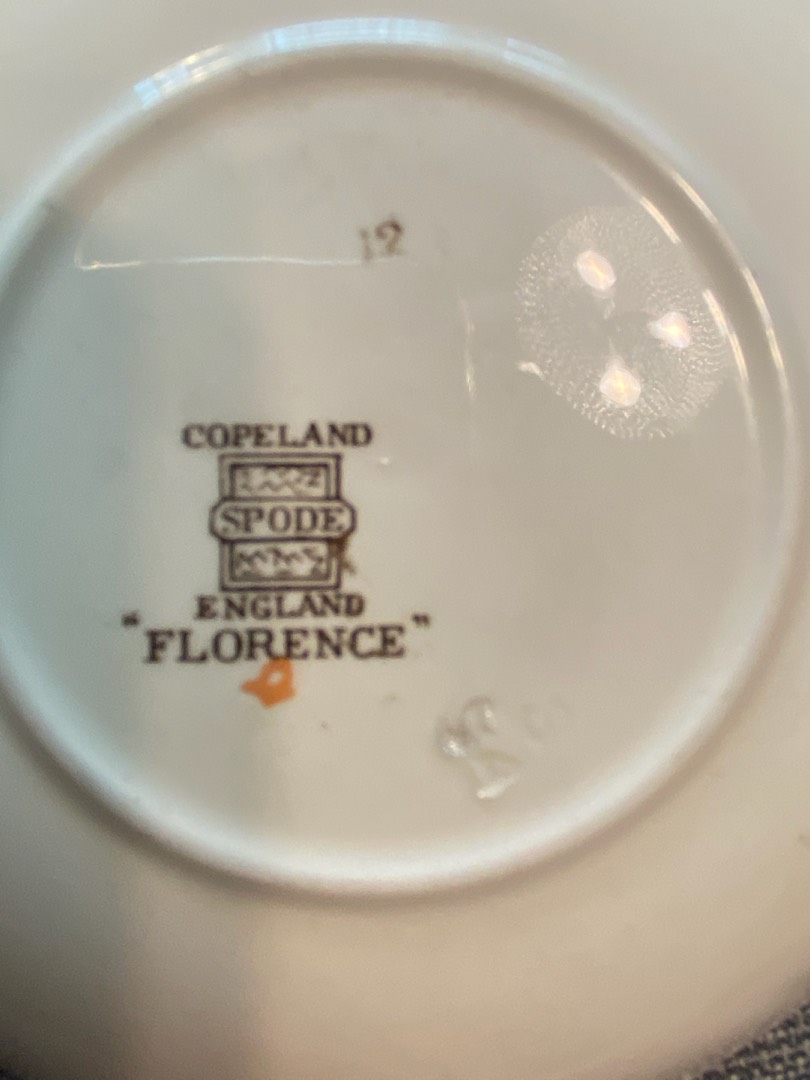 12
COPELAND
SPODE
ENGLAND
"FLORENCE"